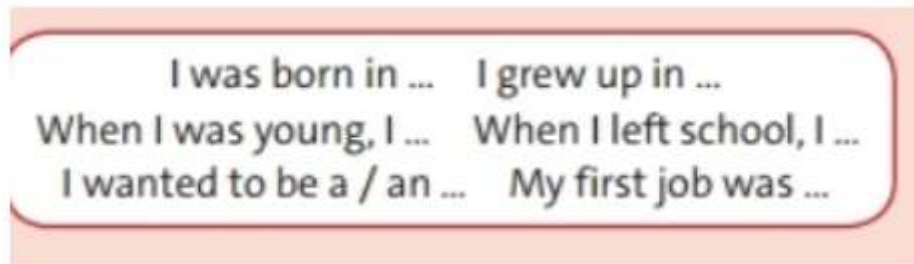 I was born in ... I grew up in ...
When I was young, I ... When I left school, I ...
I wanted to be a / an ... My first job was ...